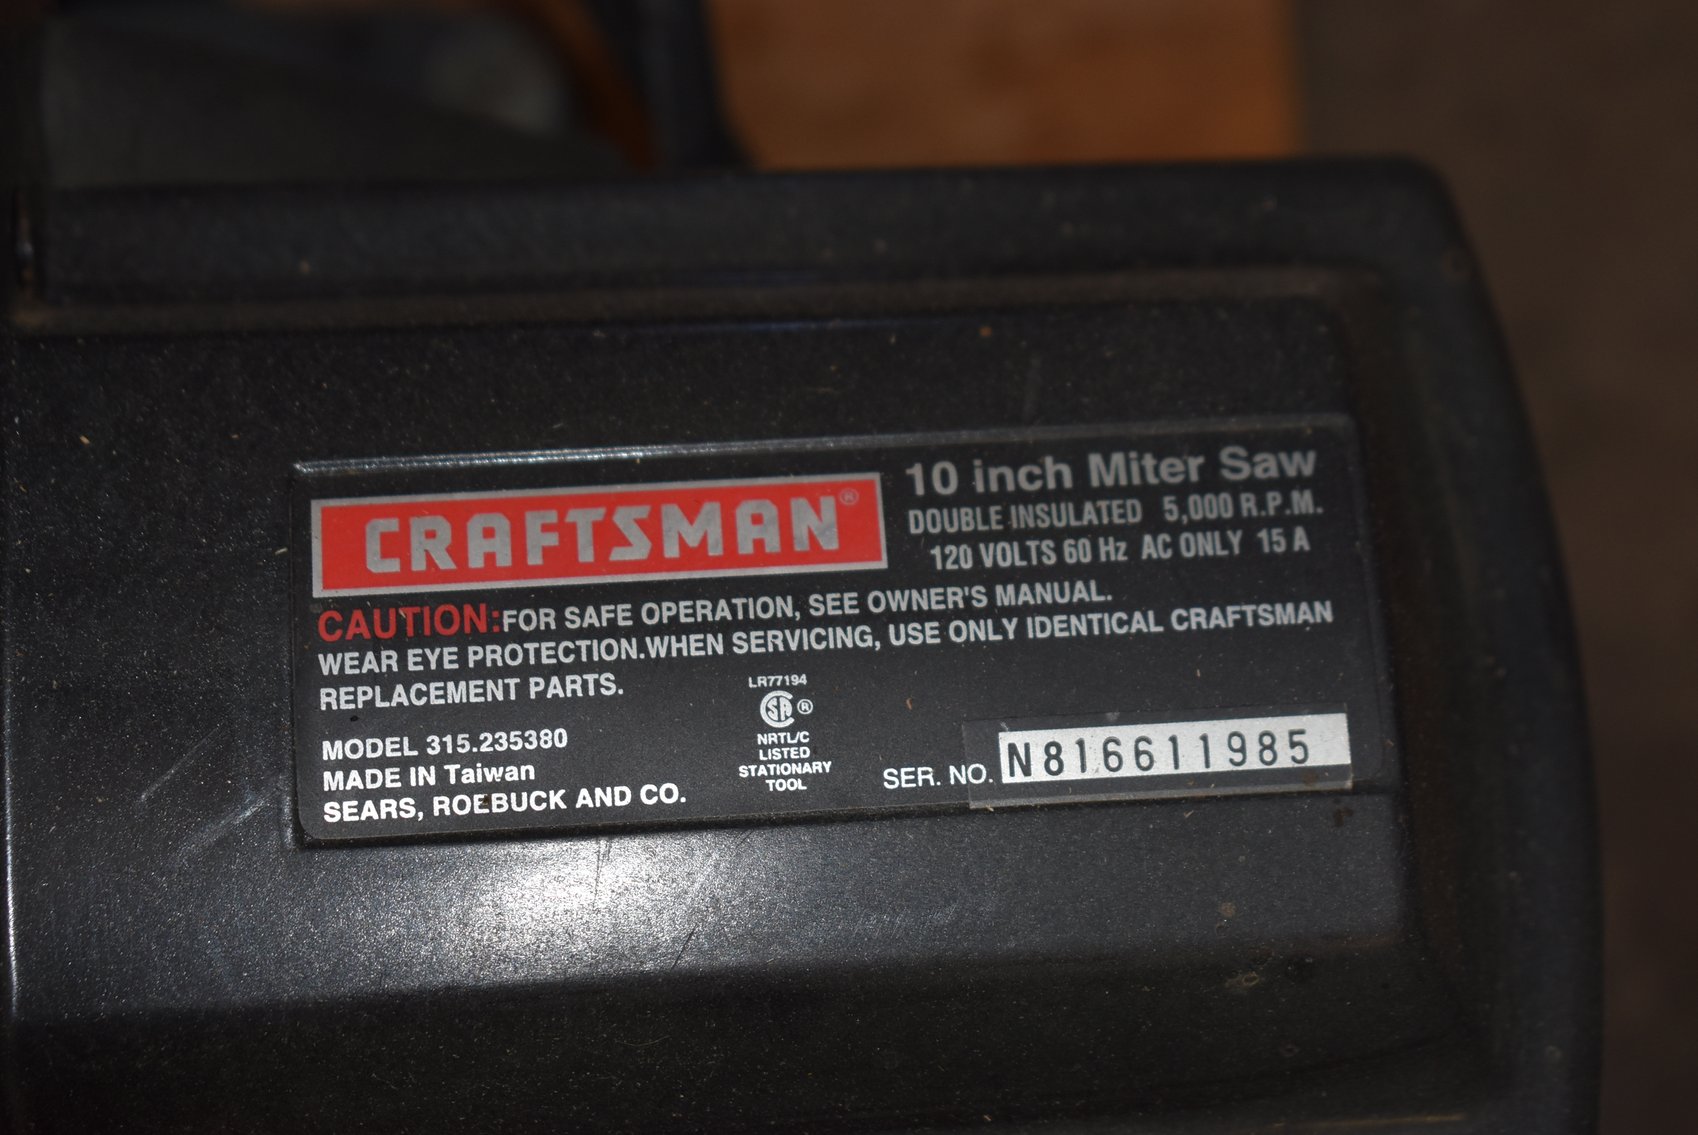 CRAFTSMAN®
10 inch Miter Saw
DOUBLE INSULATED 5,000 R.P.M.
120 VOLTS 60 Hz AC ONLY 15 A
CAUTION:FOR SAFE OPERATION, SEE OWNER'S MANUAL.
WEAR EYE PROTECTION.WHEN SERVICING, USE ONLY IDENTICAL CRAFTSMAN
REPLACEMENT PARTS.
MODEL 315.235380
MADE IN Taiwan
SEARS, ROEBUCK AND CO.
LR77194
SA ®
NRTL/C
LISTED
STATIONARY
TOOL
SER. NO. N816611985